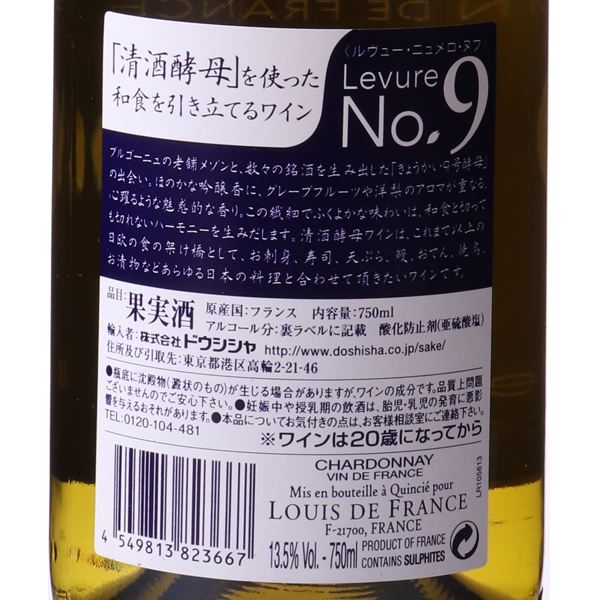 「清酒酵母」を使った
和食を引き立てるワイン
〈ルヴュー・ニュメロ・ヌフ〉
Levure
No.9
ブルゴーニュの老舗メゾンと、数々の銘酒を生み出した「きょうかい9号酵母」
の出会い。ほのかな吟醸香に、グレープフルーツや洋梨のアロマが重なる、
心躍るような魅惑的な香り。この繊細でふくよかな味わいは、和食と切って
も切れないハーモニーを生みだします。清酒酵母ワインは、これまで以上の
日欧の食の架け橋として、お刺身、寿司、天ぷら、鰻、おでん、焼鳥、
お漬物などあらゆる日本の料理と合わせて頂きたいワインです。
品目:果実酒 原産国:フランス 内容量:750ml
アルコール分:裏ラベルに記載 酸化防止剤(亜硫酸塩)
輸入者:株式会社ドウシシャ http://www.doshisha.co.jp/sake/
住所及び引取先:東京都港区高輪2-21-46
●瓶底に沈殿物(澱状のもの)が生じる場合がありますが、ワインの成分です。品質上問題
ございませんのでご安心下さい。●妊娠中や授乳期の飲酒は、胎児・乳児の発育に悪影
響を与えるおそれがあります。●本品についてお気付きの点は、お客様相談室にご連絡下さい。
TEL:0120-104-481
※ワインは20歳になってから
4 549813 823667
CHARDONNAY
VIN DE FRANCE
Mis en bouteille à Quincié pour
LOUIS DE FRANCE
F-21700, FRANCE
13.5% Vol. - 750ml
PRODUCT OF FRANCE
CONTAINS SULPHITES
LR105613